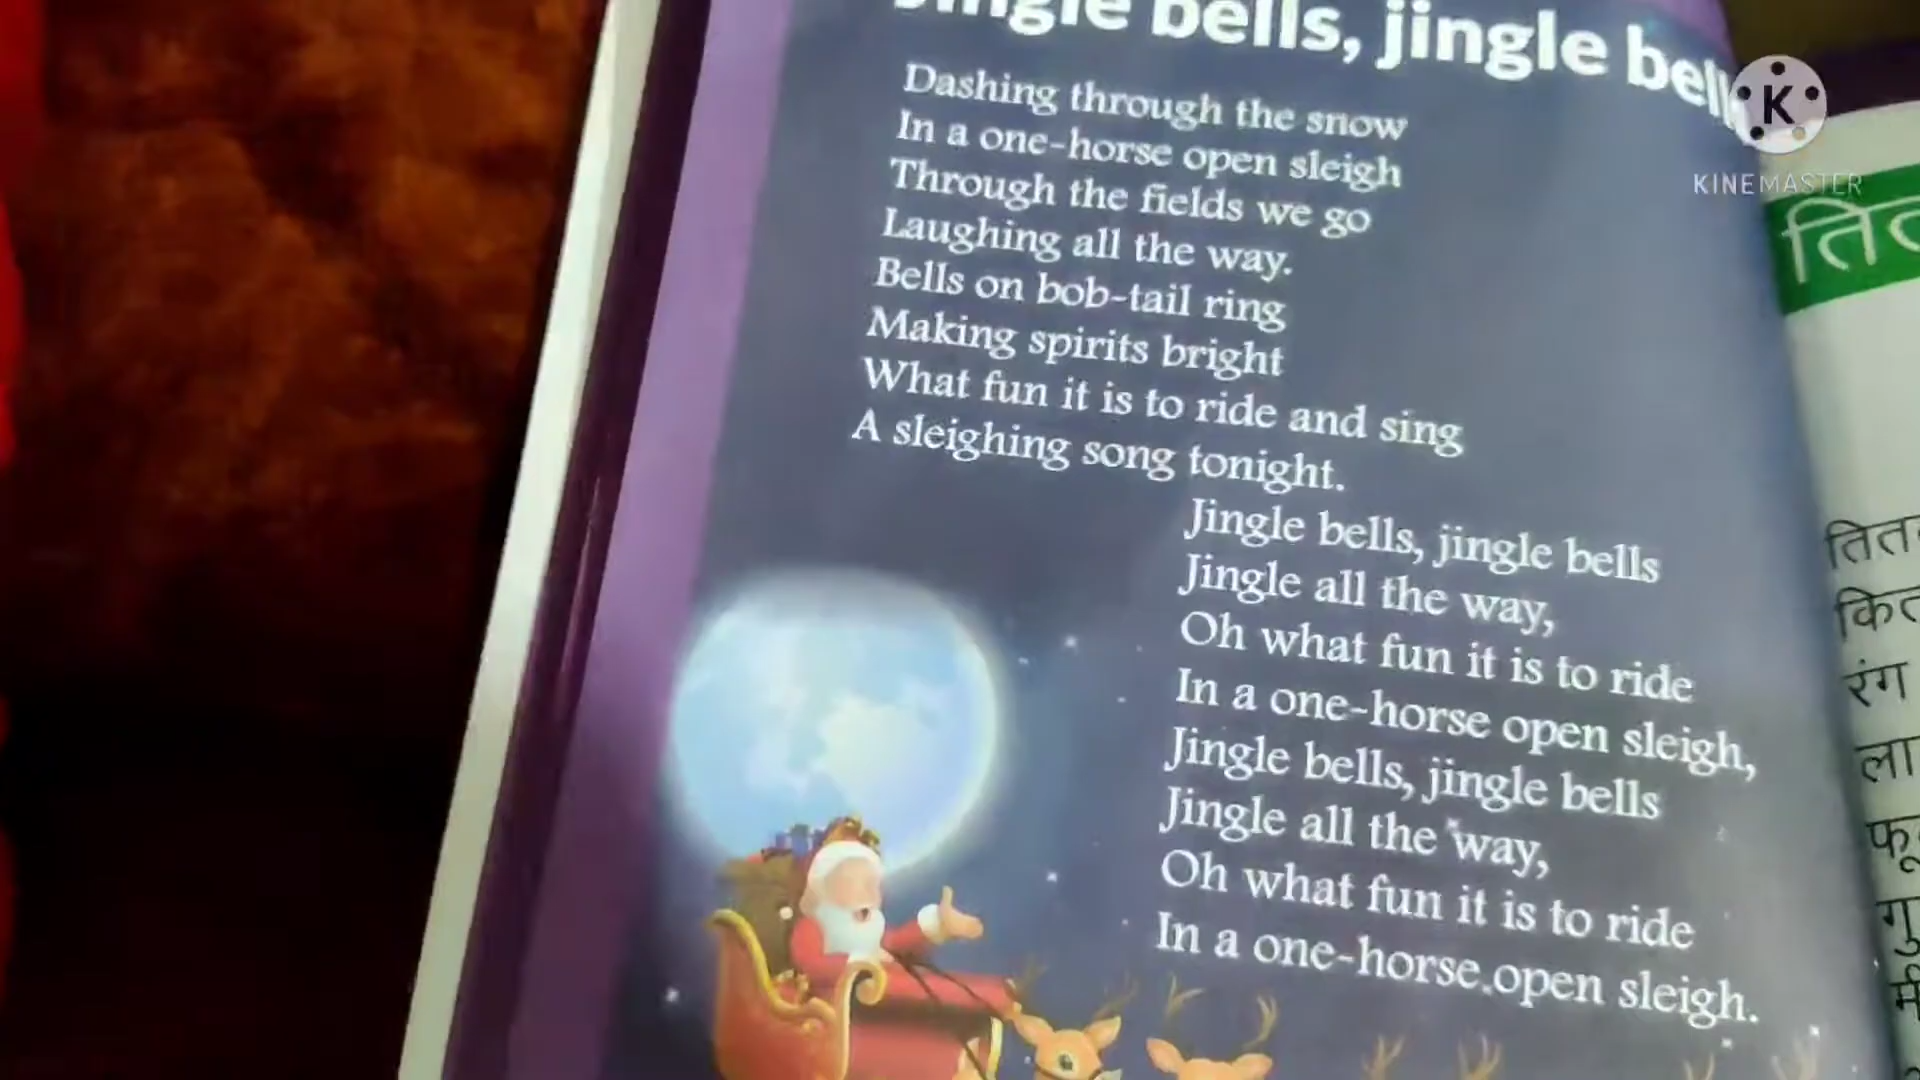 Jingle bells, jingle bells
Dashing through the snow
In a one-horse open sleigh
Through the fields we go
Laughing all the way.
Bells on bob-tail ring
Making spirits bright
What fun it is to ride and sing
A sleighing song tonight.
Jingle bells, jingle bells
Jingle all the way,
Oh what fun it is to ride
In a one-horse open sleigh,
Jingle bells, jingle bells
Jingle all the way,
Oh what fun it is to ride
In a one-horse open sleigh.
K
KINEMASTER
रंग